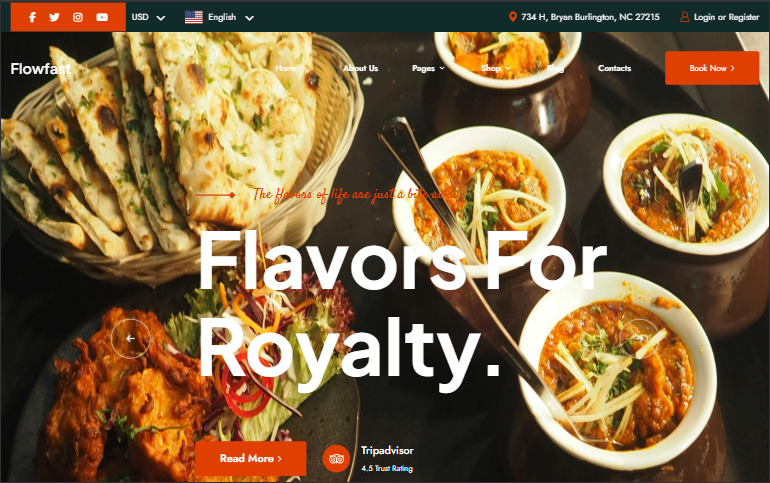 USD
English
734 H, Bryan Burlington, NC 27215
Login or Register
Flowfast
Home
About Us
Pages
Shop
Blog
Contacts
Book Now
The flavors of life are just a bite away
Flavors For
Royalty.
Read More
Tripadvisor
4.5 Trust Rating